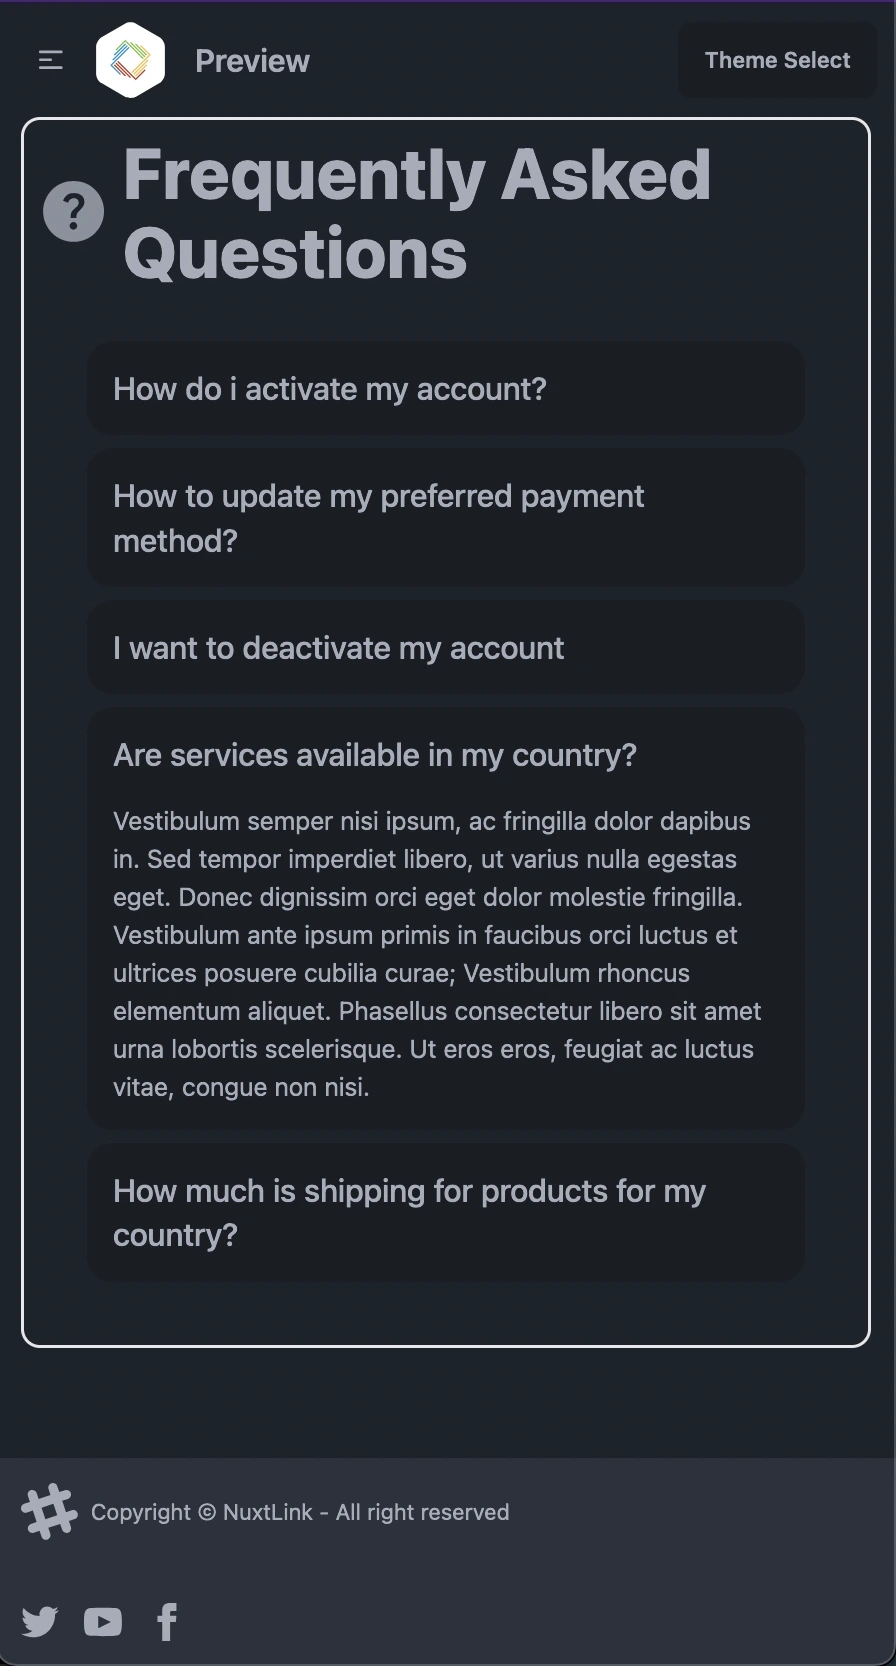 Preview
Theme Select
Frequently Asked
Questions
How do i activate my account?
How to update my preferred payment
method?
I want to deactivate my account
Are services available in my country?
Vestibulum semper nisi ipsum, ac fringilla dolor dapibus
in. Sed tempor imperdiet libero, ut varius nulla egestas
eget. Donec dignissim orci eget dolor molestie fringilla.
Vestibulum ante ipsum primis in faucibus orci luctus et
ultrices posuere cubilia curae; Vestibulum rhoncus
elementum aliquet. Phasellus consectetur libero sit amet
urna lobortis scelerisque. Ut eros eros, feugiat ac luctus
vitae, congue non nisi.
How much is shipping for products for my
country?
Copyright © NuxtLink - All right reserved